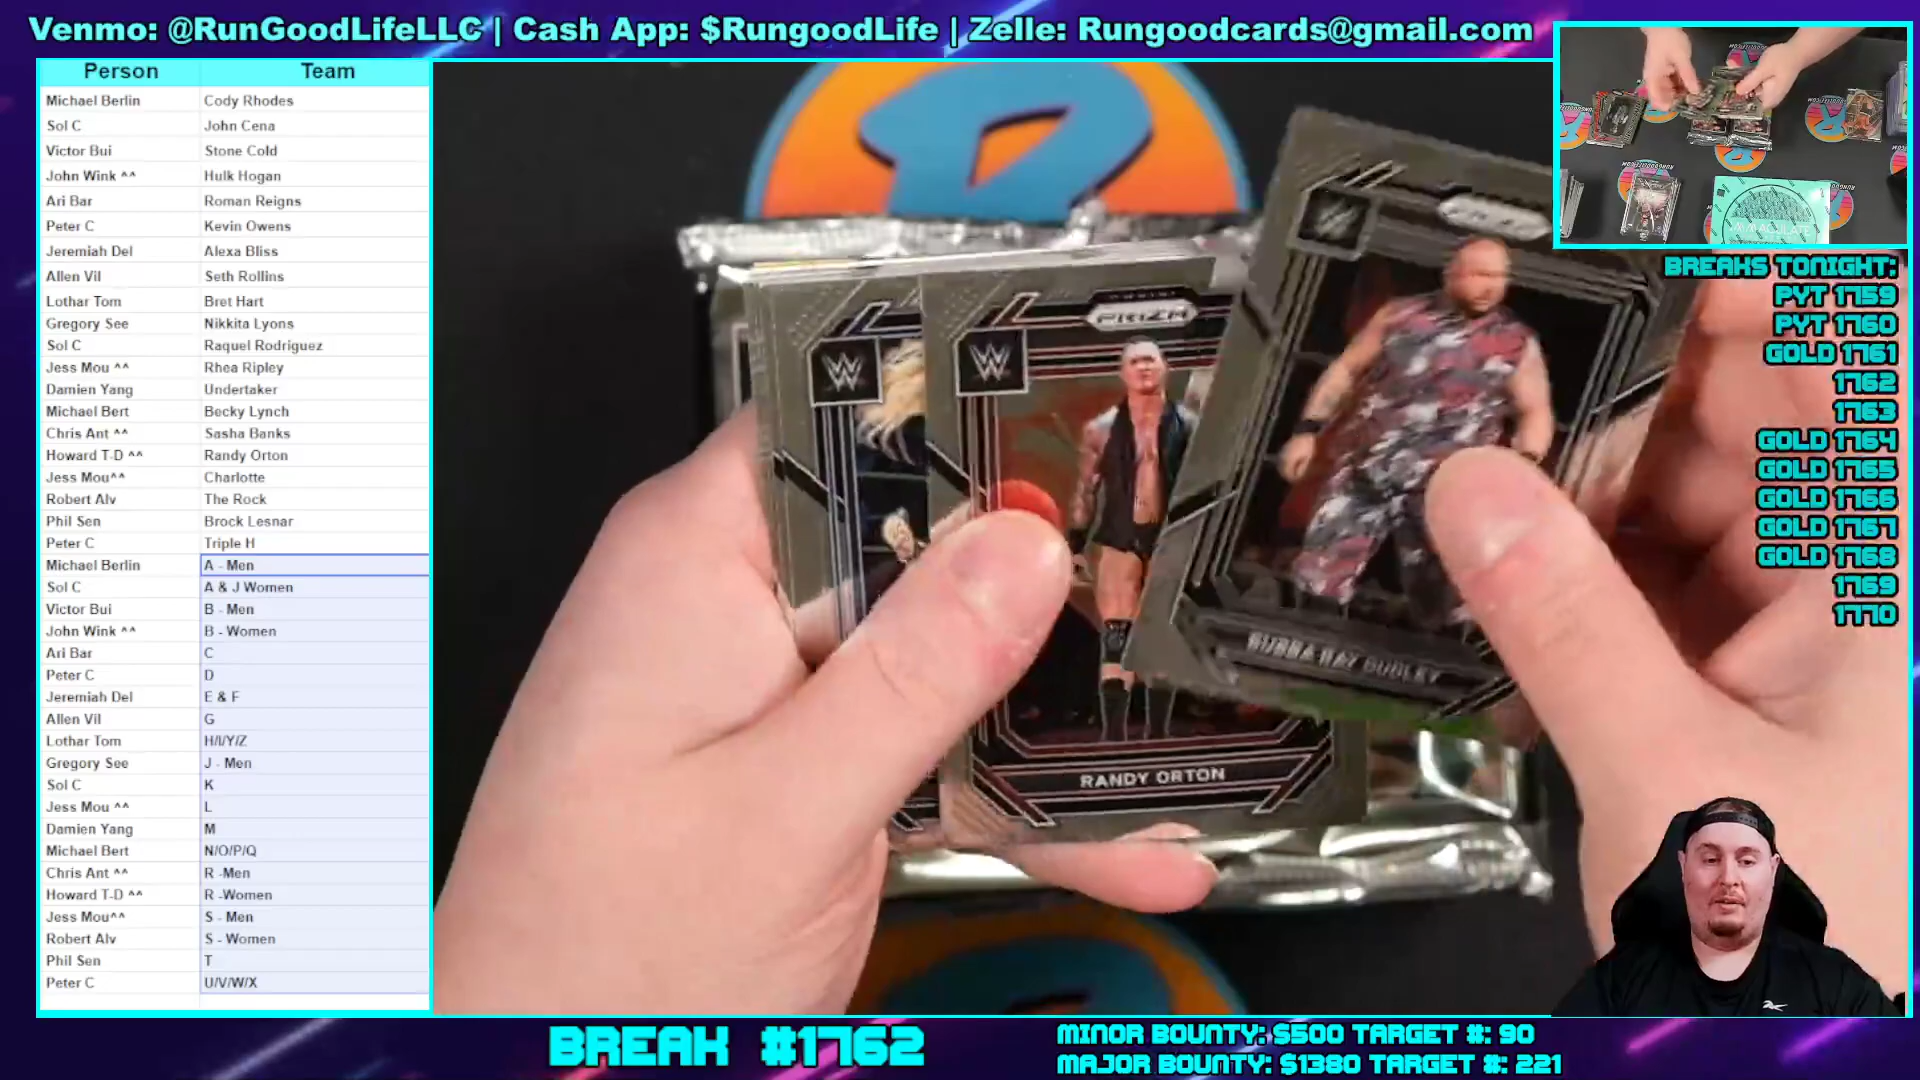 Venmo: @RunGoodLifeLLC | Cash App: $RungoodLife | Zelle: Rungoodcards@gmail.com
Person Team
Michael Berlin Cody Rhodes
Sol C John Cena
Victor Bui Stone Cold
John Wink ^^ Hulk Hogan
Ari Bar Roman Reigns
Peter C Kevin Owens
Jeremiah Del Alexa Bliss
Allen Vil Seth Rollins
Lothar Tom Bret Hart
Gregory See Nikkita Lyons
Sol C Raquel Rodriguez
Jess Mou ^^ Rhea Ripley
Damien Yang Undertaker
Michael Bert Becky Lynch
Chris Ant ^^ Sasha Banks
Howard T-D ^^ Randy Orton
Jess Mou^^ Charlotte
Robert Alv The Rock
Phil Sen Brock Lesnar
Peter C Triple H
Michael Berlin A - Men
Sol C A & J Women
Victor Bui B - Men
John Wink ^^ B - Women
Ari Bar C
Peter C D
Jeremiah Del E & F
Allen Vil G
Lothar Tom H/I/Y/Z
Gregory See J - Men
Sol C K
Jess Mou ^^ L
Damien Yang M
Michael Bert N/O/P/Q
Chris Ant ^^ R -Men
Howard T-D ^^ R -Women
Jess Mou^^ S - Men
Robert Alv S - Women
Phil Sen T
Peter C U/V/W/X
W
W
PANINI
PRIZM
RANDY ORTON
BUBBA RAY DUDLEY
IMMACULATE
BREAKS TONIGHT:
PYT 1759
PYT 1760
GOLD 1761
1762
1763
GOLD 1764
GOLD 1765
GOLD 1766
GOLD 1767
GOLD 1768
1769
1770
BREAK #1762
MINOR BOUNTY: $500 TARGET #: 90
MAJOR BOUNTY: $1380 TARGET #: 221